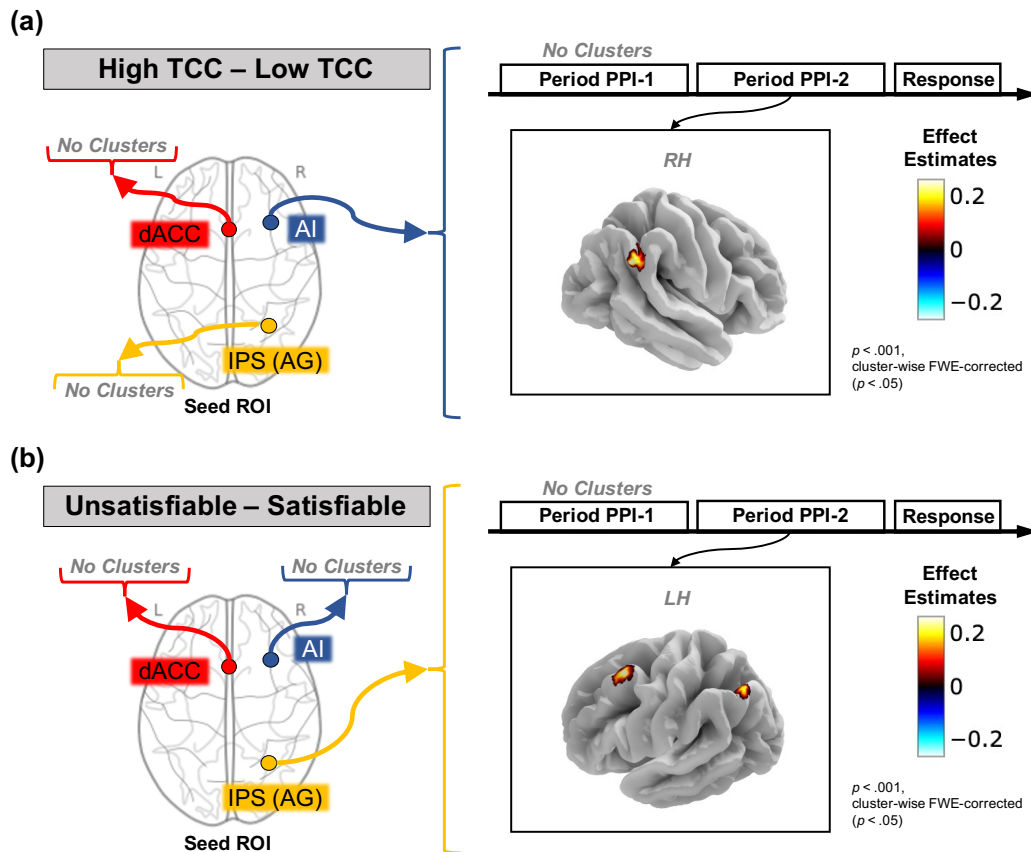 (a)
High TCC – Low TCC
No Clusters
L
R
dACC
AI
IPS (AG)
No Clusters
Seed ROI
No Clusters
Period PPI-1
Period PPI-2
Response
RH
Effect
Estimates
0.2
0
−0.2
p < .001,
cluster-wise FWE-corrected
(p < .05)
(b)
Unsatisfiable – Satisfiable
No Clusters
No Clusters
L
R
dACC
AI
IPS (AG)
Seed ROI
No Clusters
Period PPI-1
Period PPI-2
Response
LH
Effect
Estimates
0.2
0
−0.2
p < .001,
cluster-wise FWE-corrected
(p < .05)